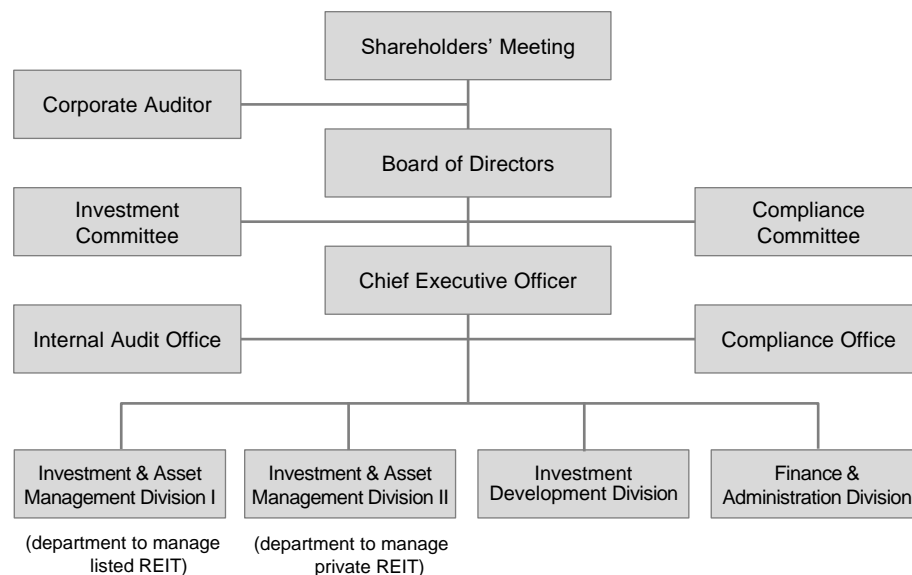 Shareholders’ Meeting
Corporate Auditor
Board of Directors
Investment
Committee
Compliance
Committee
Chief Executive Officer
Internal Audit Office
Compliance Office
Investment & Asset
Management Division I
Investment & Asset
Management Division II
Investment
Development Division
Finance &
Administration Division
(department to manage
listed REIT)
(department to manage
private REIT)